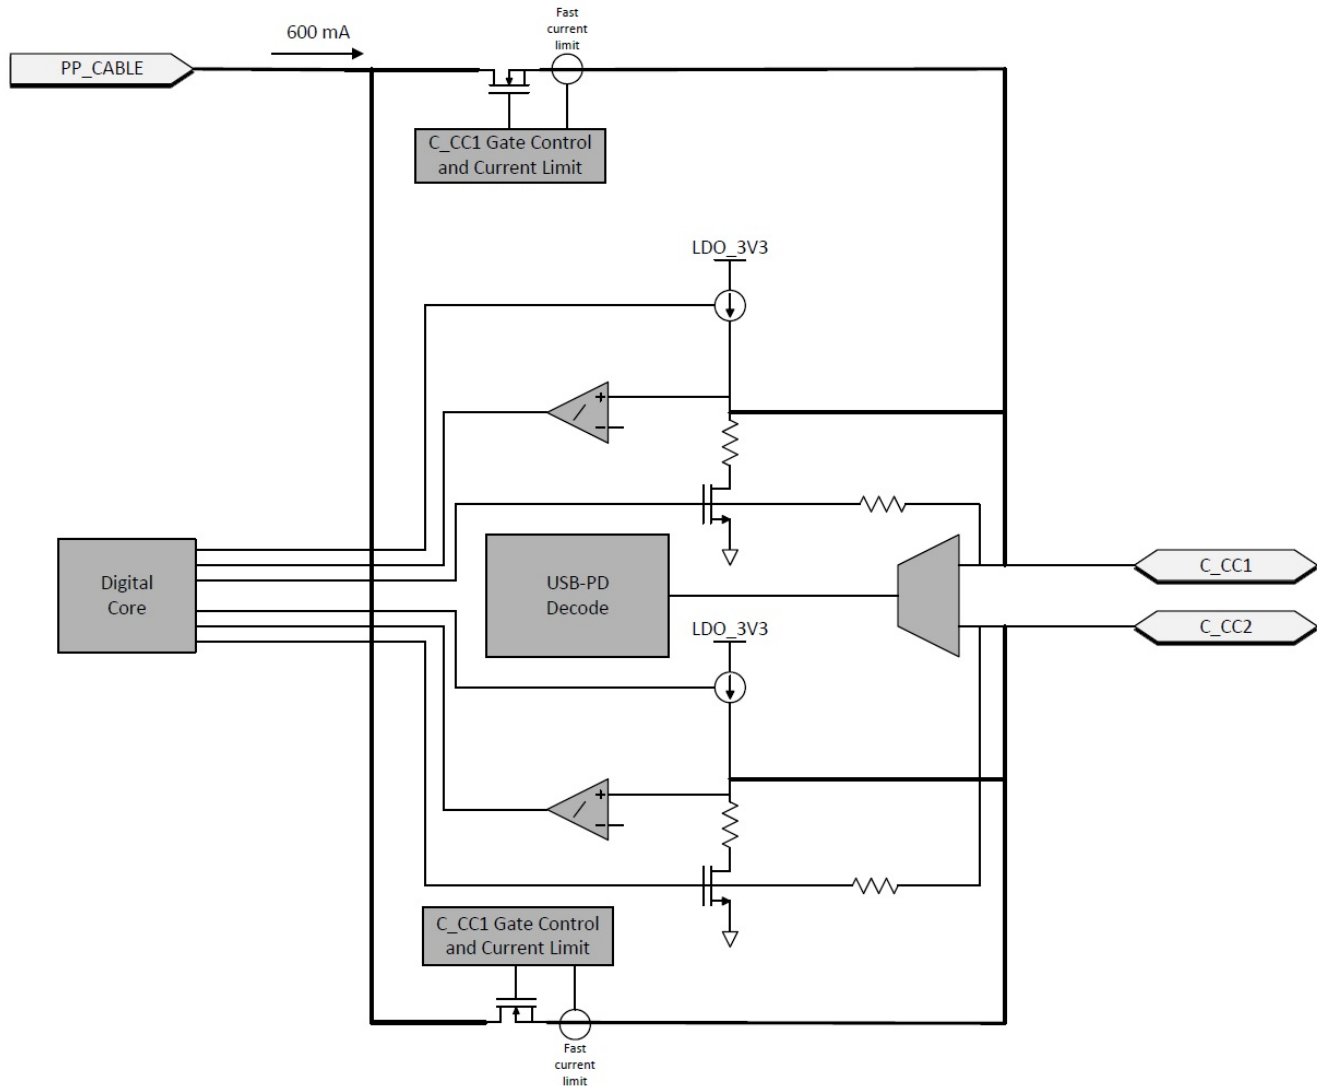 Fast
current
limit
600 mA
PP_CABLE
C_CC1 Gate Control
and Current Limit
LDO_3V3
Digital
Core
USB-PD
Decode
C_CC1
C_CC2
LDO_3V3
C_CC1 Gate Control
and Current Limit
Fast
current
limit